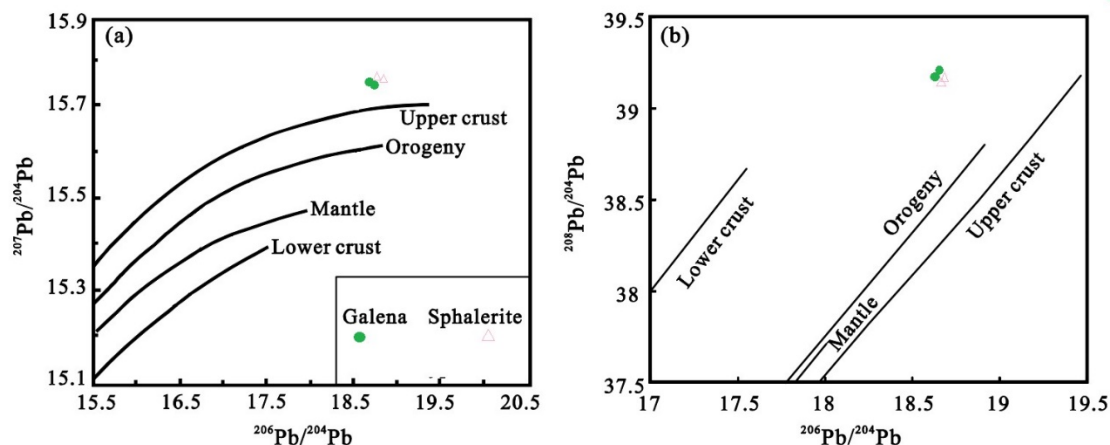 (a)
15.9
15.7
15.5
15.3
15.1
²⁰⁷Pb/²⁰⁴Pb
Upper crust
Orogeny
Mantle
Lower crust
Galena Sphalerite
15.5 16.5 17.5 18.5 19.5 20.5
²⁰⁶Pb/²⁰⁴Pb
(b)
39.5
39
38.5
38
37.5
²⁰⁸Pb/²⁰⁴Pb
Lower crust
Orogeny
Mantle
Upper crust
17 18 18.5 19 19.5
²⁰⁶Pb/²⁰⁴Pb